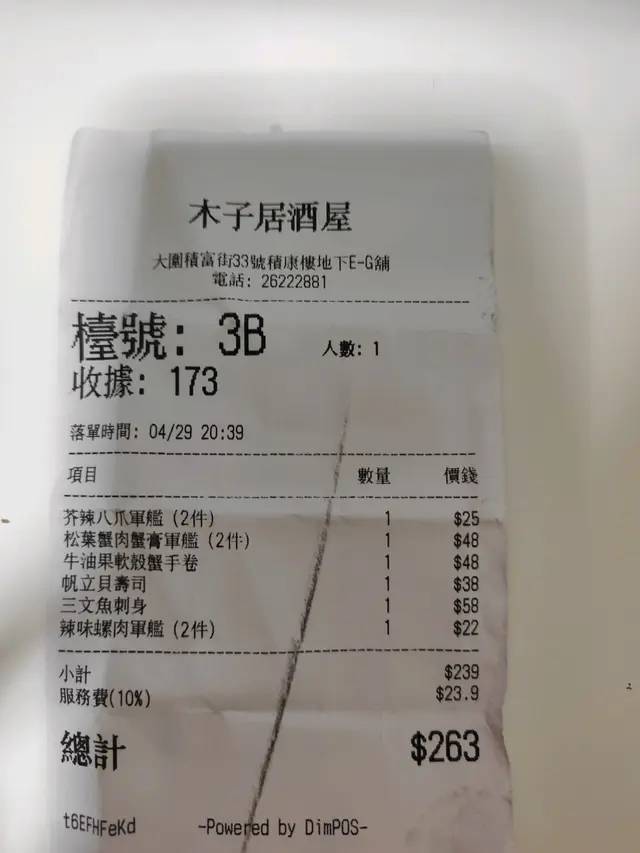 木子居酒屋
大圍積富街33號積康樓地下E-G舖
電話: 26222881
檯號: 3B 人數: 1
收據: 173
落單時間: 04/29 20:39
項目 數量 價錢
芥辣八爪軍艦 (2件) 1 $25
松葉蟹肉蟹膏軍艦 (2件) 1 $48
牛油果軟殼蟹手卷 1 $48
帆立貝壽司 1 $38
三文魚刺身 1 $58
辣味螺肉軍艦 (2件) 1 $22
小計 $239
服務費(10%) $23.9
總計 $263
t6EFHFeKd -Powered by DimPOS-